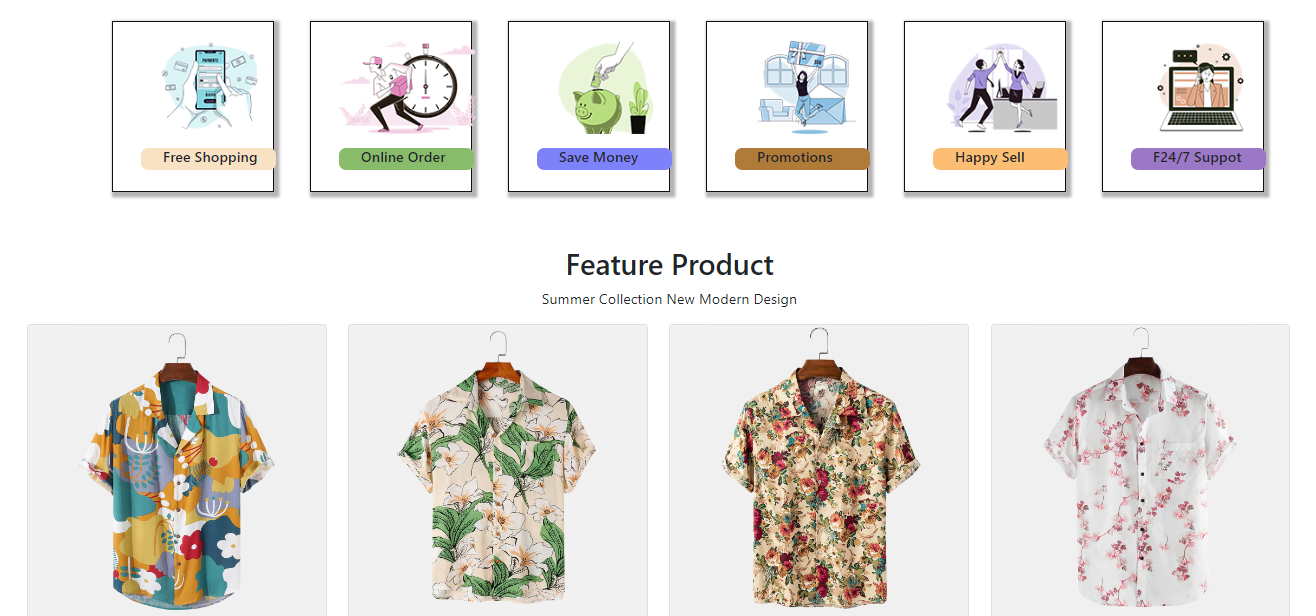 Free Shopping
Online Order
Save Money
Promotions
Happy Sell
F24/7 Suppot
Feature Product
Summer Collection New Modern Design